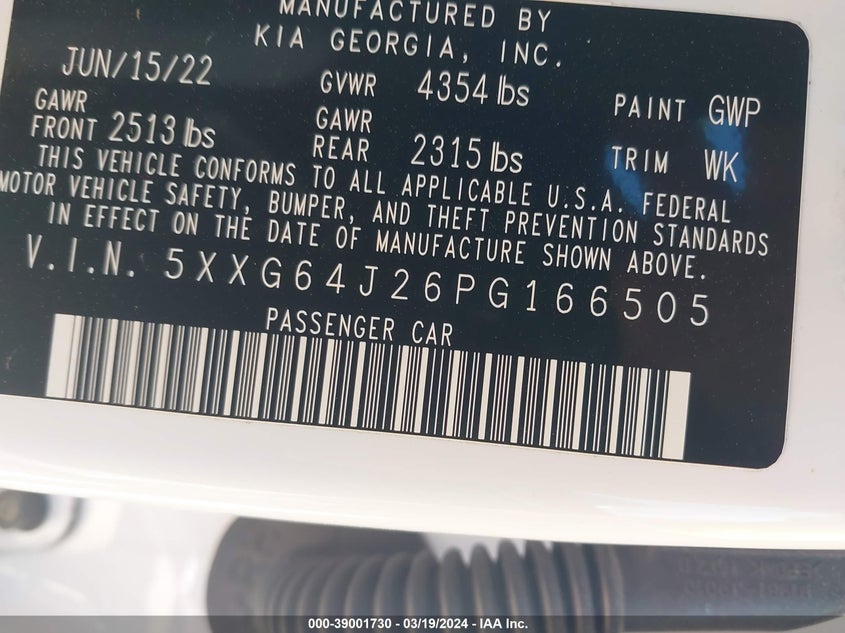 MANUFACTURED BY
KIA GEORGIA, INC.
JUN/15/22 GVWR 4354 lbs PAINT GWP
GAWR FRONT 2513 lbs GAWR REAR 2315 lbs TRIM WK
THIS VEHICLE CONFORMS TO ALL APPLICABLE U.S.A. FEDERAL
MOTOR VEHICLE SAFETY, BUMPER, AND THEFT PREVENTION STANDARDS
IN EFFECT ON THE DATE OF MANUFACTURE SHOWN ABOVE.
V.I.N. 5XXG64J26PG166505
PASSENGER CAR
000-39001730 - 03/19/2024 - IAA Inc.